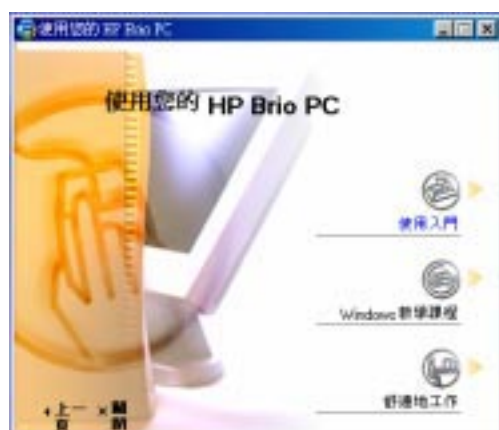 使用您的 HP Brio PC
使用您的 HP Brio PC
使用入門
Windows 教學課程
舒適地工作
上一頁
關閉